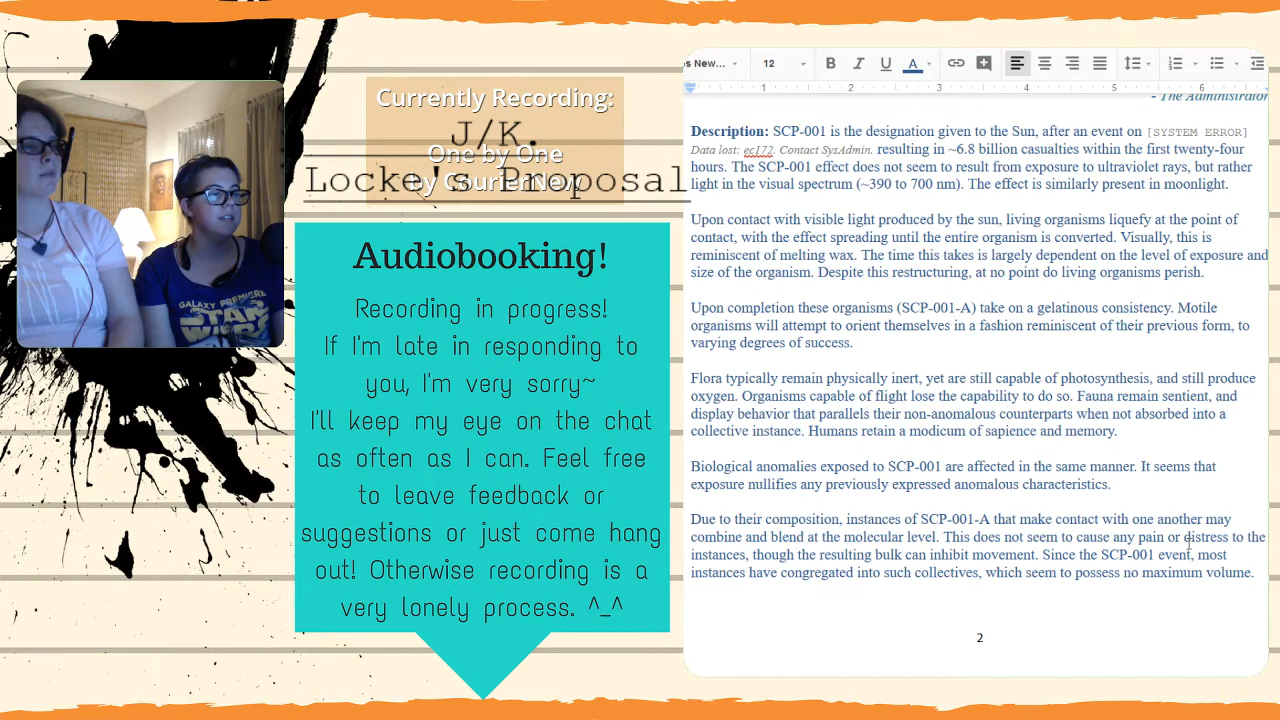 Currently Recording:
J/K.
One by One
Locke's Proposal
by CourierNew
Audiobooking!
Recording in progress!
If I'm late in responding to
you, I'm very sorry~
I'll keep my eye on the chat
as often as I can. Feel free
to leave feedback or
suggestions or just come hang
out! Otherwise recording is a
very lonely process. ^_^
GALAXY PREMIERE
STAR
WARS
s New...
12
B I U A
1 2 3 4 5 6
- The Administrator
Description: SCP-001 is the designation given to the Sun, after an event on [SYSTEM ERROR]
Data lost: ec172. Contact SysAdmin. resulting in ~6.8 billion casualties within the first twenty-four
hours. The SCP-001 effect does not seem to result from exposure to ultraviolet rays, but rather
light in the visual spectrum (~390 to 700 nm). The effect is similarly present in moonlight.
Upon contact with visible light produced by the sun, living organisms liquefy at the point of
contact, with the effect spreading until the entire organism is converted. Visually, this is
reminiscent of melting wax. The time this takes is largely dependent on the level of exposure and
size of the organism. Despite this restructuring, at no point do living organisms perish.
Upon completion these organisms (SCP-001-A) take on a gelatinous consistency. Motile
organisms will attempt to orient themselves in a fashion reminiscent of their previous form, to
varying degrees of success.
Flora typically remain physically inert, yet are still capable of photosynthesis, and still produce
oxygen. Organisms capable of flight lose the capability to do so. Fauna remain sentient, and
display behavior that parallels their non-anomalous counterparts when not absorbed into a
collective instance. Humans retain a modicum of sapience and memory.
Biological anomalies exposed to SCP-001 are affected in the same manner. It seems that
exposure nullifies any previously expressed anomalous characteristics.
Due to their composition, instances of SCP-001-A that make contact with one another may
combine and blend at the molecular level. This does not seem to cause any pain or distress to the
instances, though the resulting bulk can inhibit movement. Since the SCP-001 event, most
instances have congregated into such collectives, which seem to possess no maximum volume.
2